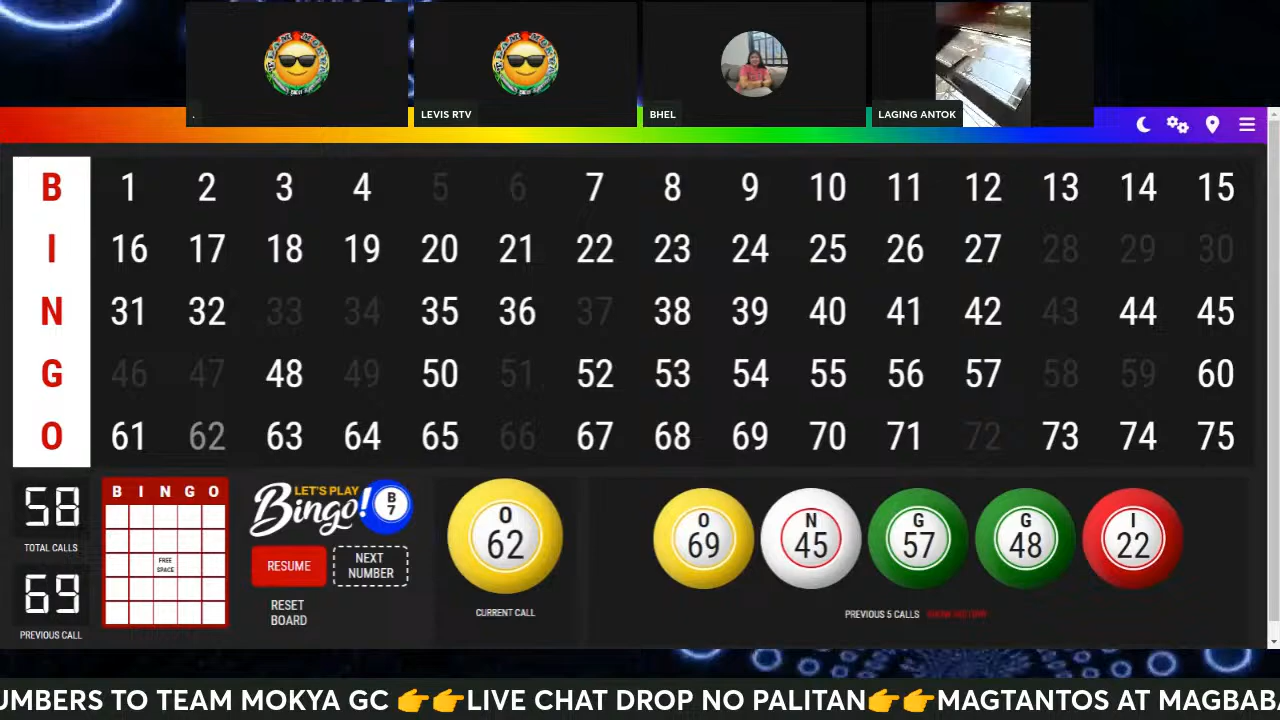 .
LEVIS RTV
BHEL
LAGING ANTOK
B 1 2 3 4 5 6 7 8 9 10 11 12 13 14 15
I 16 17 18 19 20 21 22 23 24 25 26 27 28 29 30
N 31 32 33 34 35 36 37 38 39 40 41 42 43 44 45
G 46 47 48 49 50 51 52 53 54 55 56 57 58 59 60
O 61 62 63 64 65 66 67 68 69 70 71 72 73 74 75
58
TOTAL CALLS
69
PREVIOUS CALL
B I N G O
FREE
SPACE
LET'S PLAY
Bingo!
B
7
RESUME
NEXT
NUMBER
RESET
BOARD
O
62
CURRENT CALL
O
69
N
45
G
57
G
48
I
22
PREVIOUS 5 CALLS SHOW HISTORY
UMBERS TO TEAM MOKYA GC 👉👉LIVE CHAT DROP NO PALITAN👉👉MAGTANTOS AT MAGBABA